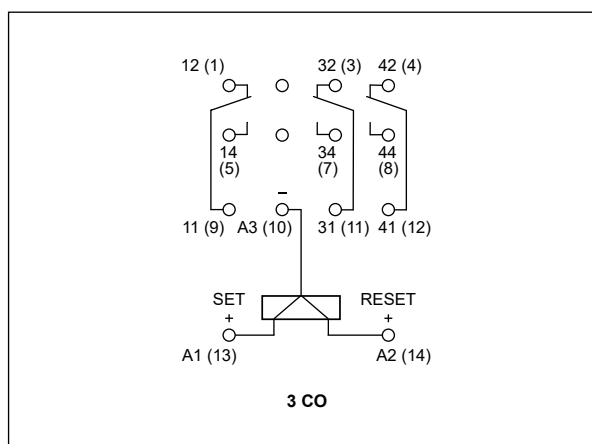 12 (1) 32 (3) 42 (4)
14 34 44
(5) (7) (8)
–
11 (9) A3 (10) 31 (11) 41 (12)
SET RESET
+ +
A1 (13) A2 (14)
3 CO